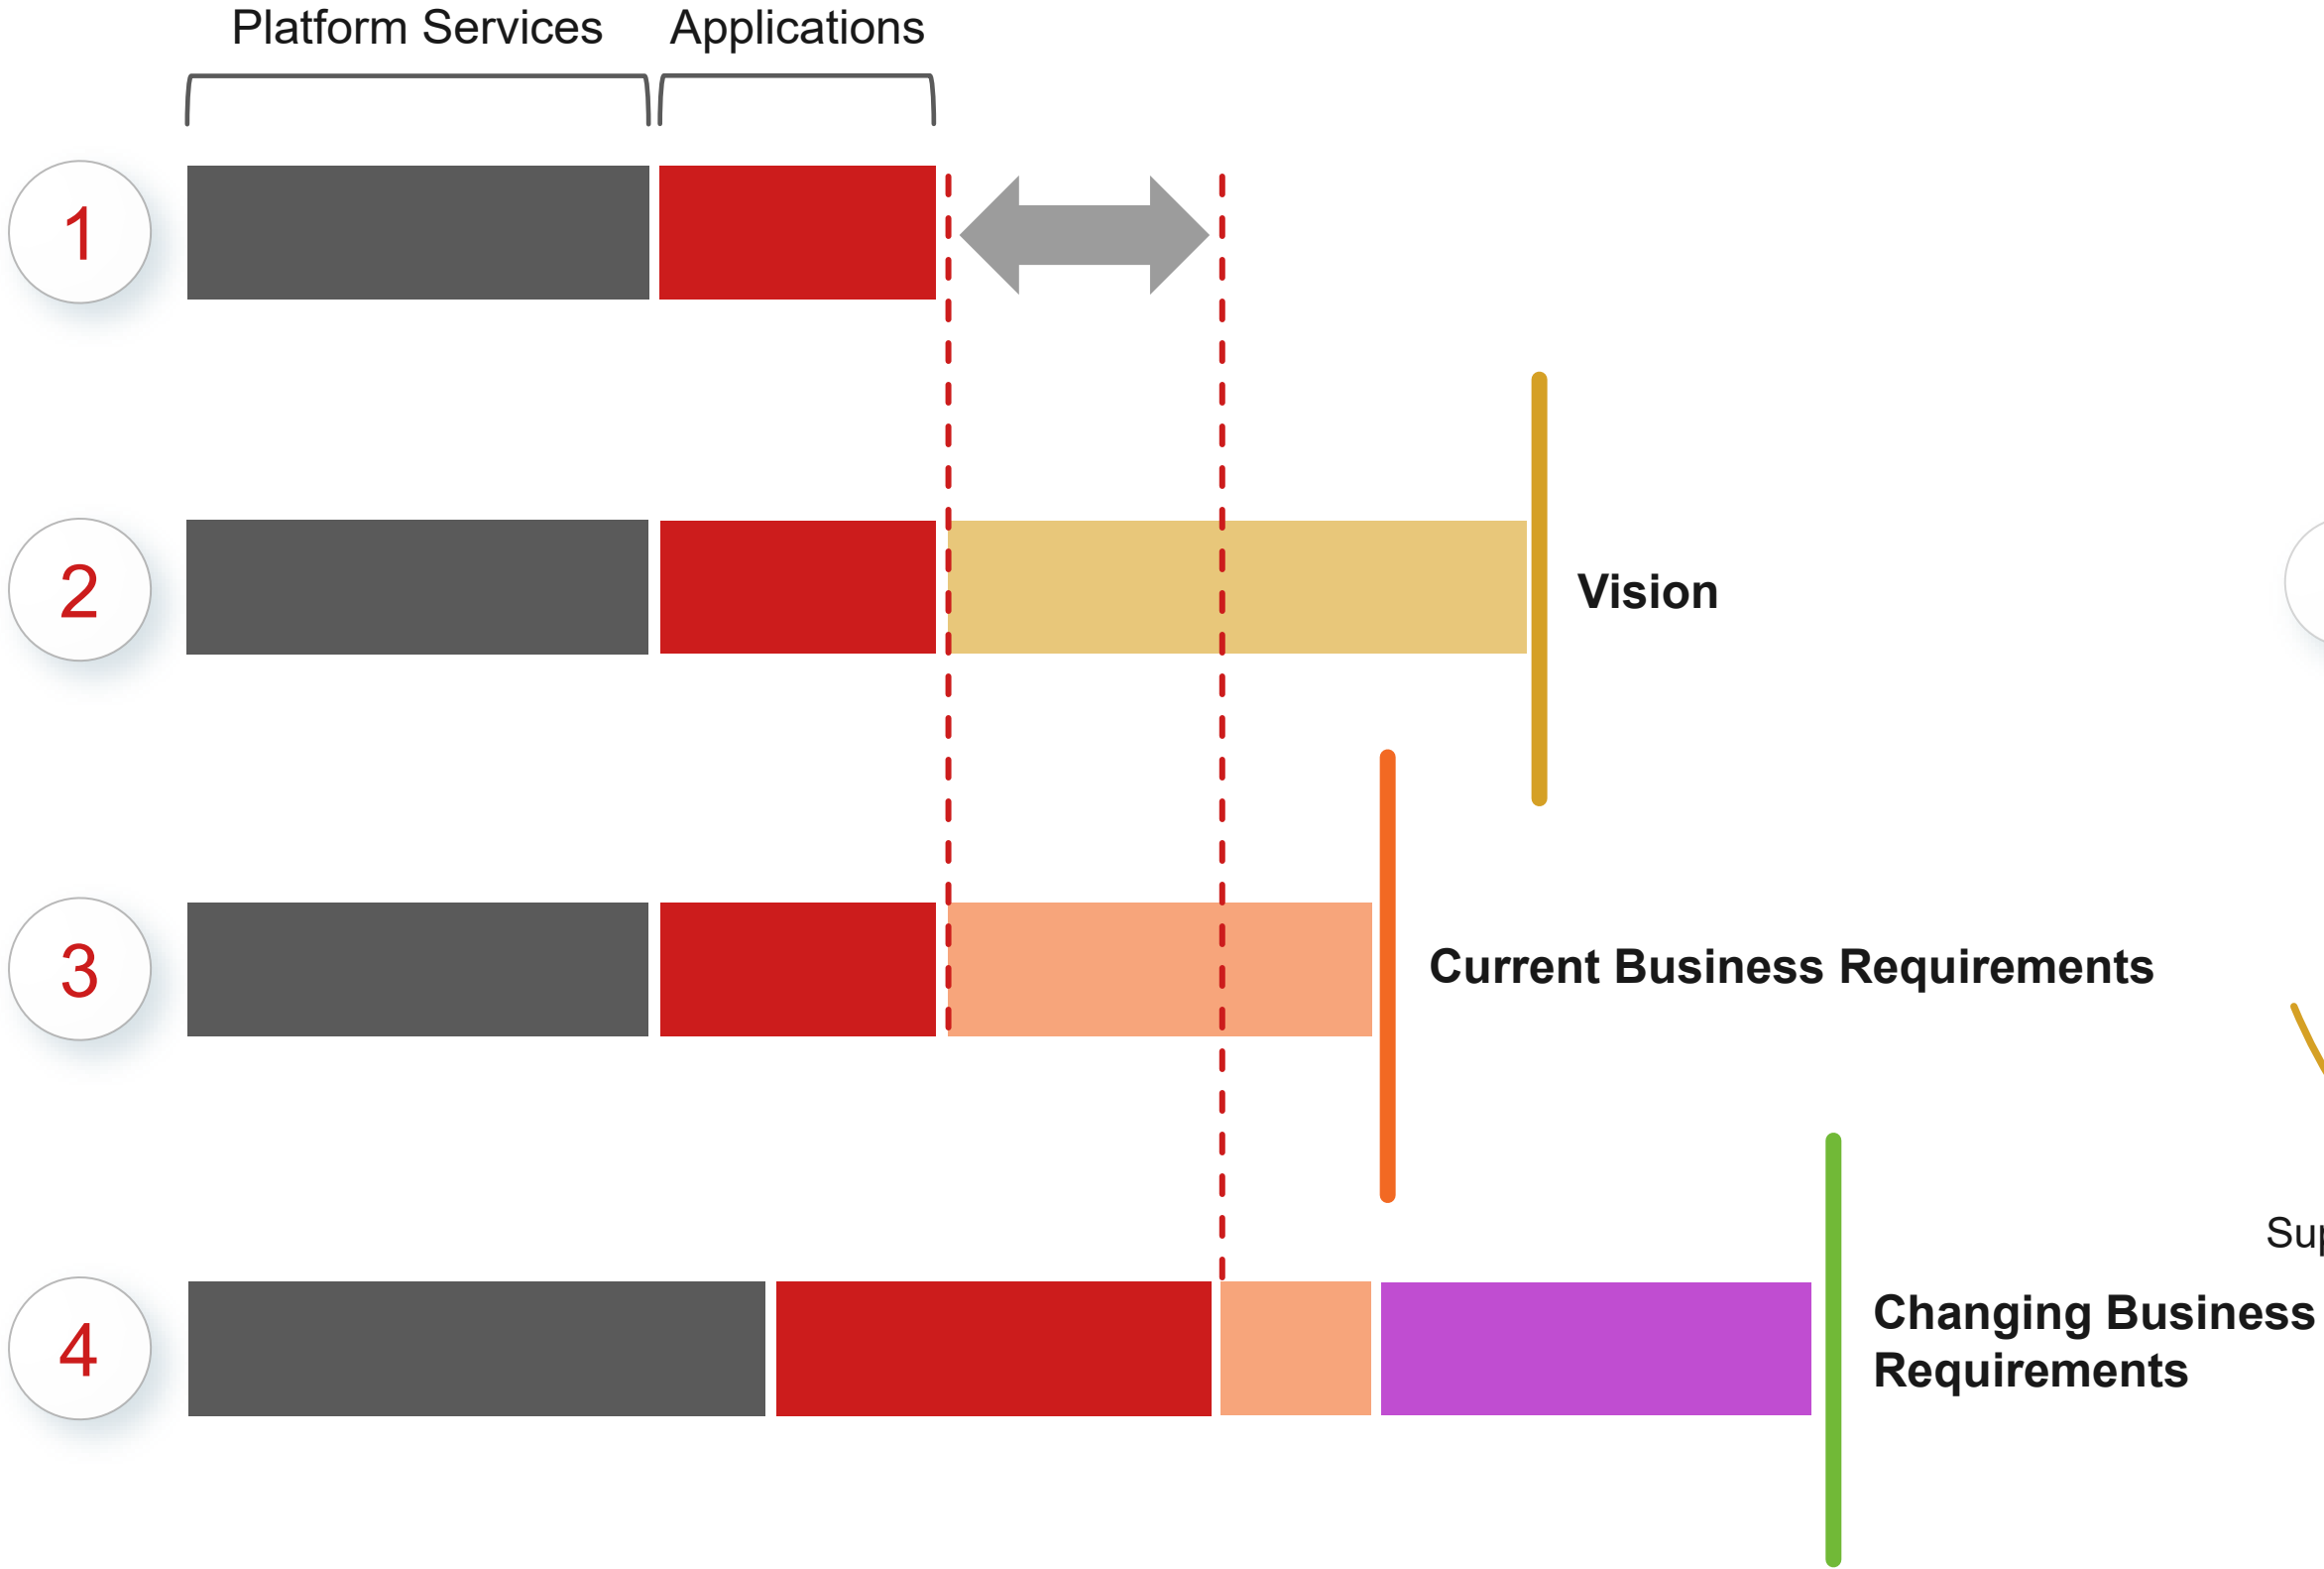 Platform Services
Applications
1
2
Vision
3
Current Business Requirements
4
Changing Business
Requirements